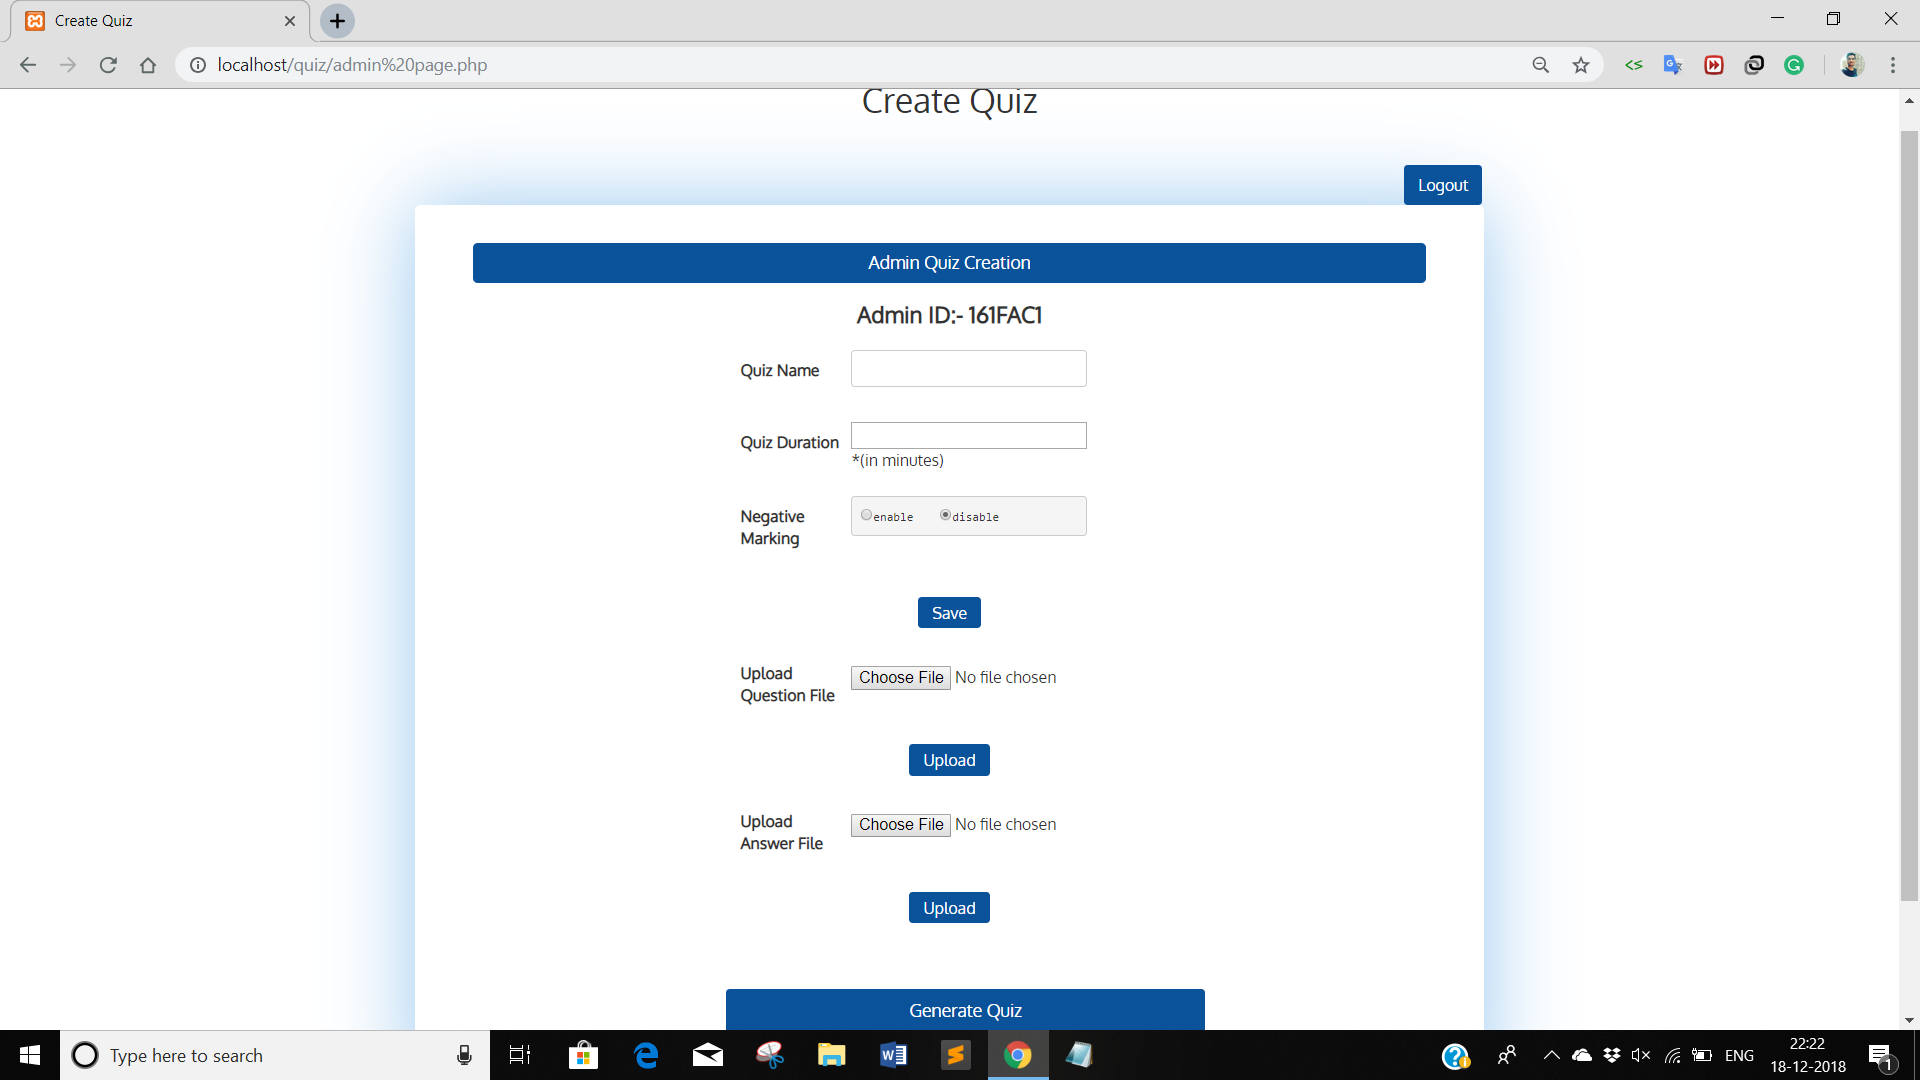 Create Quiz
localhost/quiz/admin%20page.php
Create Quiz
Logout
Admin Quiz Creation
Admin ID:- 161FAC1
Quiz Name
Quiz Duration
*(in minutes)
Negative
Marking
enable disable
Save
Upload
Question File
Choose File No file chosen
Upload
Upload
Answer File
Choose File No file chosen
Upload
Generate Quiz
Type here to search
ENG
22:22
18-12-2018
1